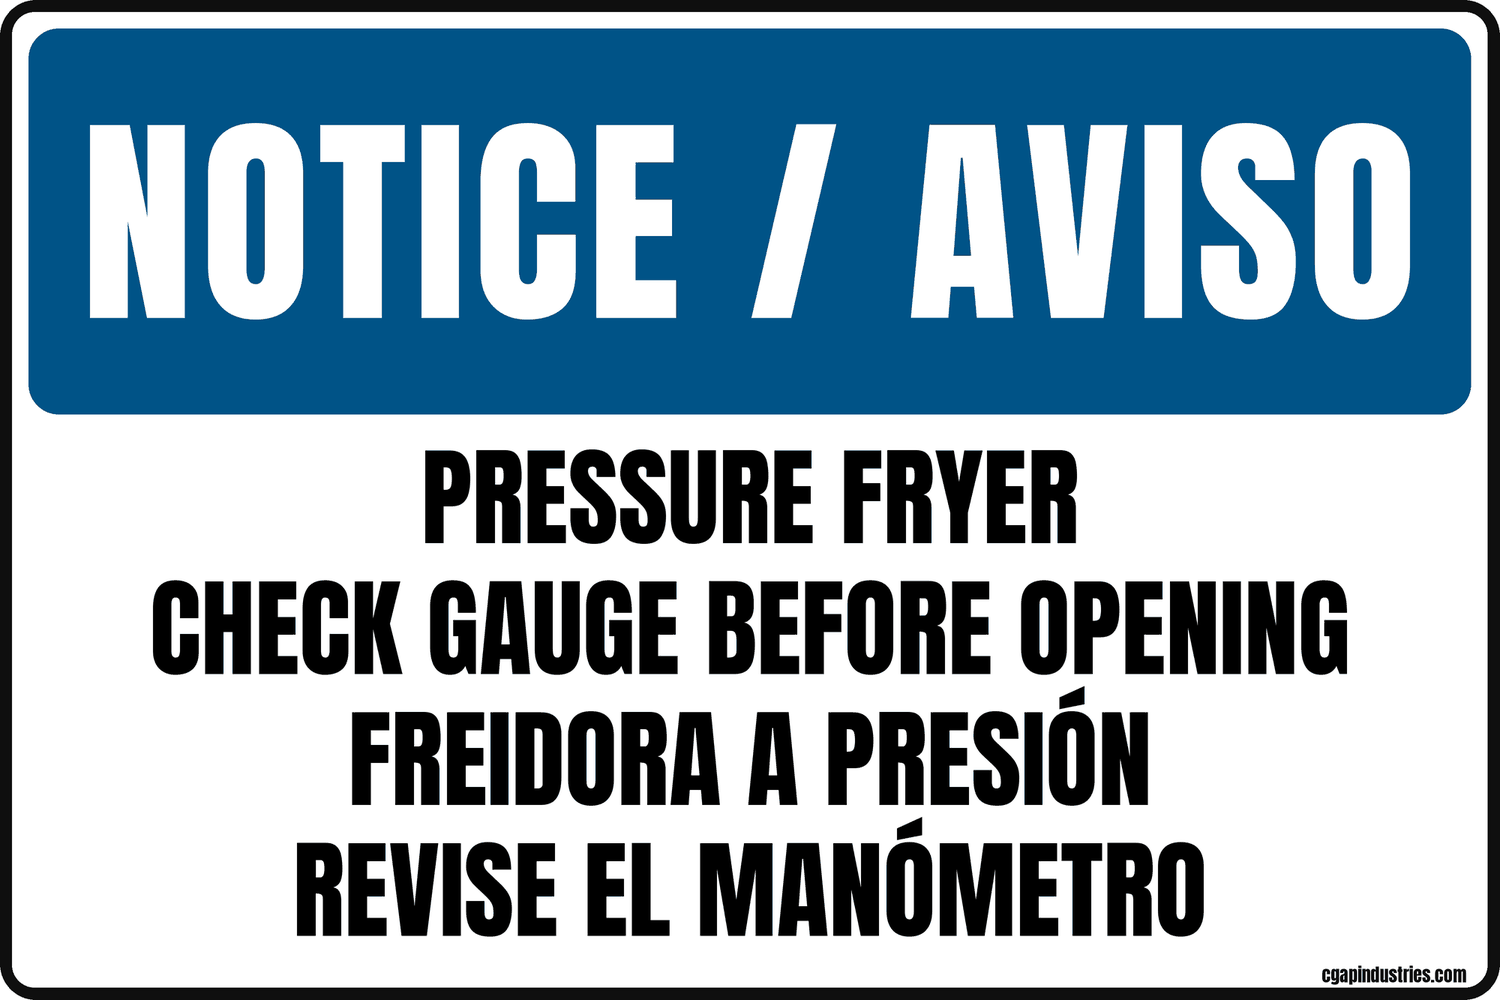 NOTICE / AVISO
PRESSURE FRYER
CHECK GAUGE BEFORE OPENING
FREIDORA A PRESIÓN
REVISE EL MANÓMETRO
cgapindustries.com